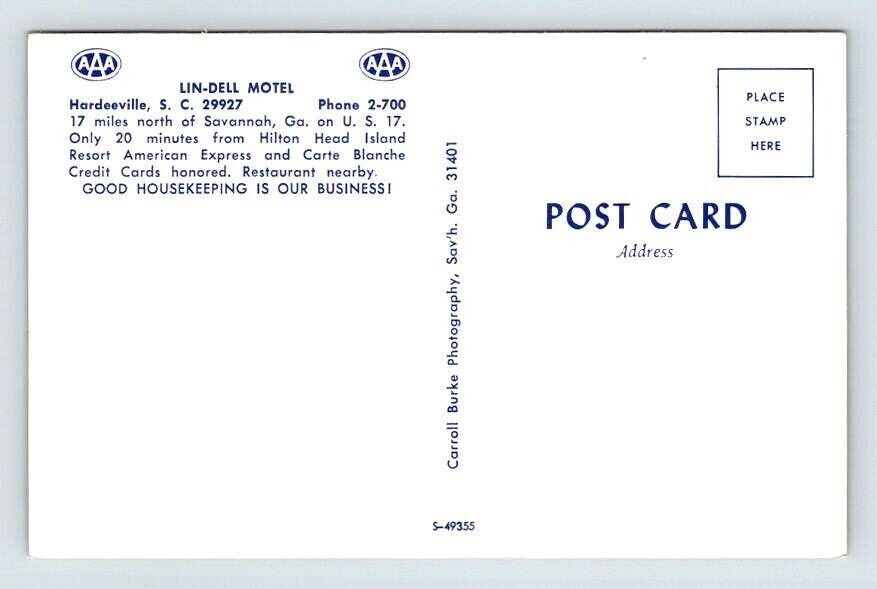 AAA AAA
LIN-DELL MOTEL
Hardeeville, S. C. 29927 Phone 2-700
17 miles north of Savannah, Ga. on U. S. 17.
Only 20 minutes from Hilton Head Island
Resort American Express and Carte Blanche
Credit Cards honored. Restaurant nearby.
GOOD HOUSEKEEPING IS OUR BUSINESS!
Carroll Burke Photography, Sav'h. Ga. 31401
S-49355
PLACE
STAMP
HERE
POST CARD
Address